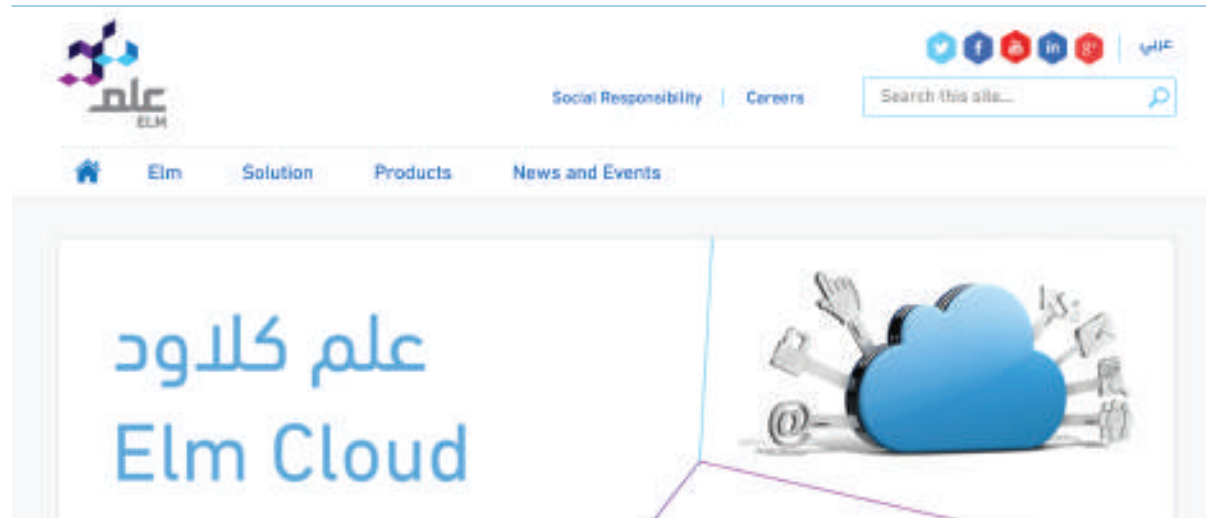 علم
ELM
عربي
Social Responsibility | Careers
Search this site...
Elm
Solution
Products
News and Events
علم كلاود
Elm Cloud